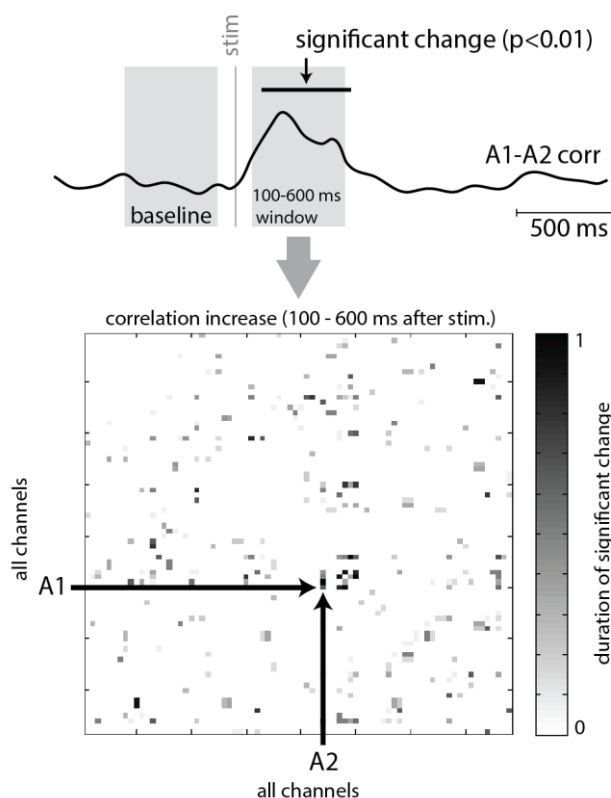 stim
significant change (p<0.01)
A1-A2 corr
baseline
100-600 ms
window
500 ms
correlation increase (100 - 600 ms after stim.)
1
duration of significant change
0
all channels
A1
A2
all channels